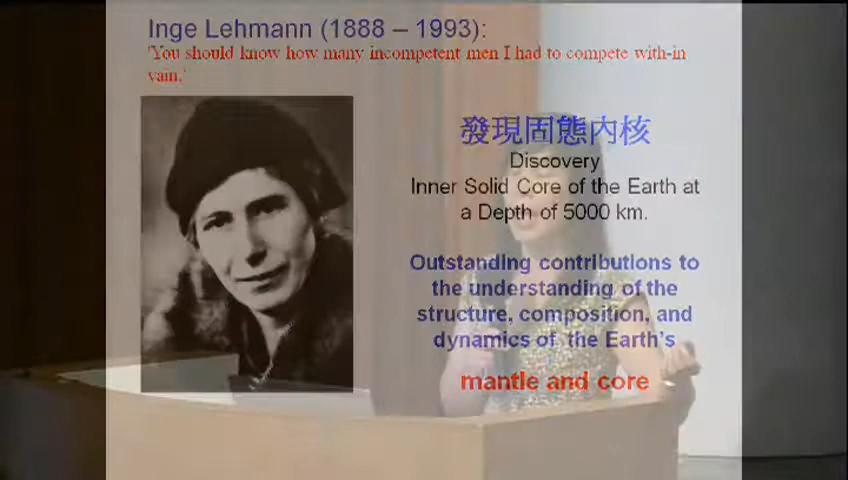 Inge Lehmann (1888 – 1993):
'You should know how many incompetent men I had to compete with-in
vain.'
發現固態內核
Discovery
Inner Solid Core of the Earth at
a Depth of 5000 km.
Outstanding contributions to
the understanding of the
structure, composition, and
dynamics of the Earth's
mantle and core